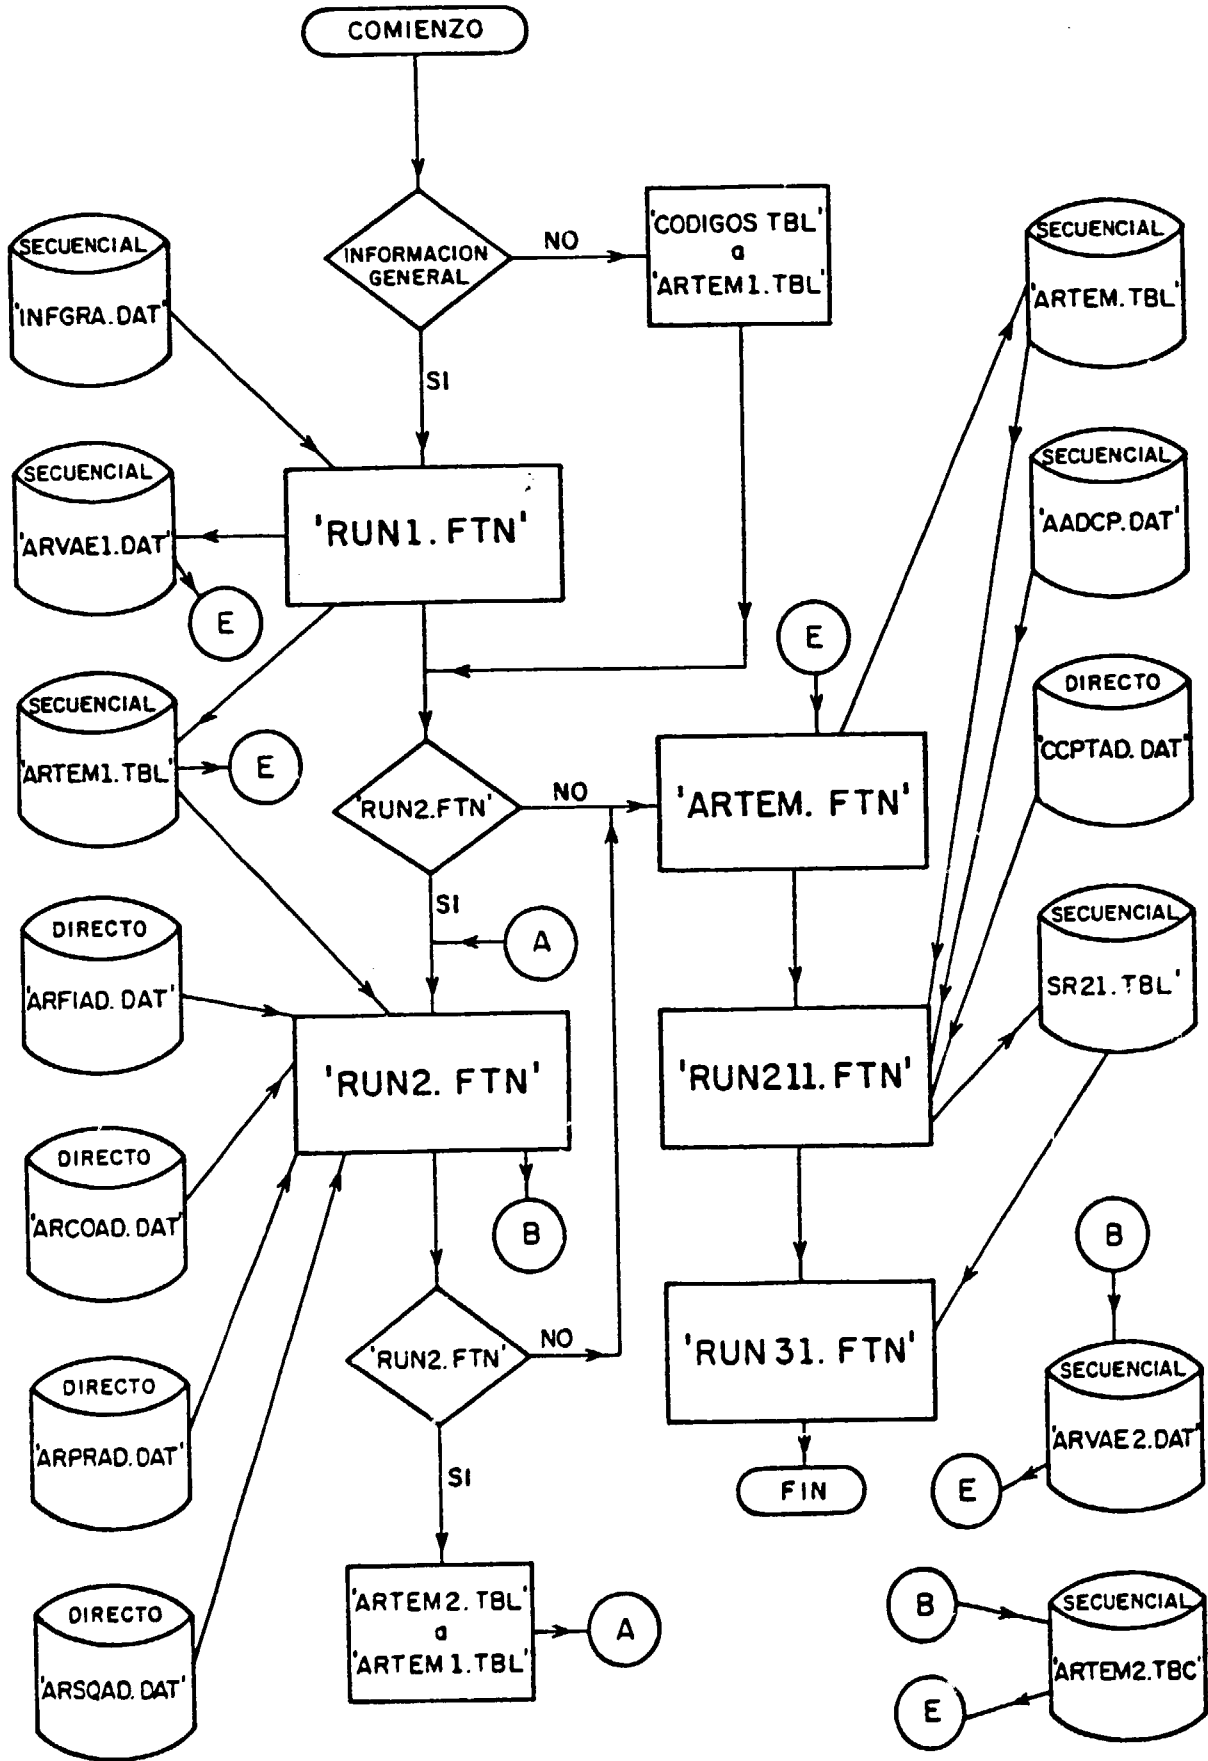 COMIENZO
INFORMACION
GENERAL
NO
'CODIGOS TBL'
a
'ARTEM1.TBL'
SI
SECUENCIAL
'INFGRA.DAT'
'RUN1. FTN'
SECUENCIAL
'ARVAE1.DAT'
E
SECUENCIAL
'ARTEM1.TBL'
E
'RUN2.FTN'
NO
SI
A
DIRECTO
'ARFIAD. DAT'
'RUN2. FTN'
B
DIRECTO
'ARCOAD. DAT'
DIRECTO
'ARPRAD. DAT'
DIRECTO
'ARSQAD. DAT'
'RUN2. FTN'
NO
SI
'ARTEM2. TBL'
a
'ARTEM 1. TBL'
A
E
'ARTEM. FTN'
'RUN211. FTN'
'RUN 31. FTN'
FIN
SECUENCIAL
'ARTEM.TBL'
SECUENCIAL
'AADCP. DAT'
DIRECTO
'CCPTAD. DAT'
SECUENCIAL
SR21. TBL'
B
SECUENCIAL
'ARVAE2.DAT'
E
B
SECUENCIAL
'ARTEM2.TBC'
E